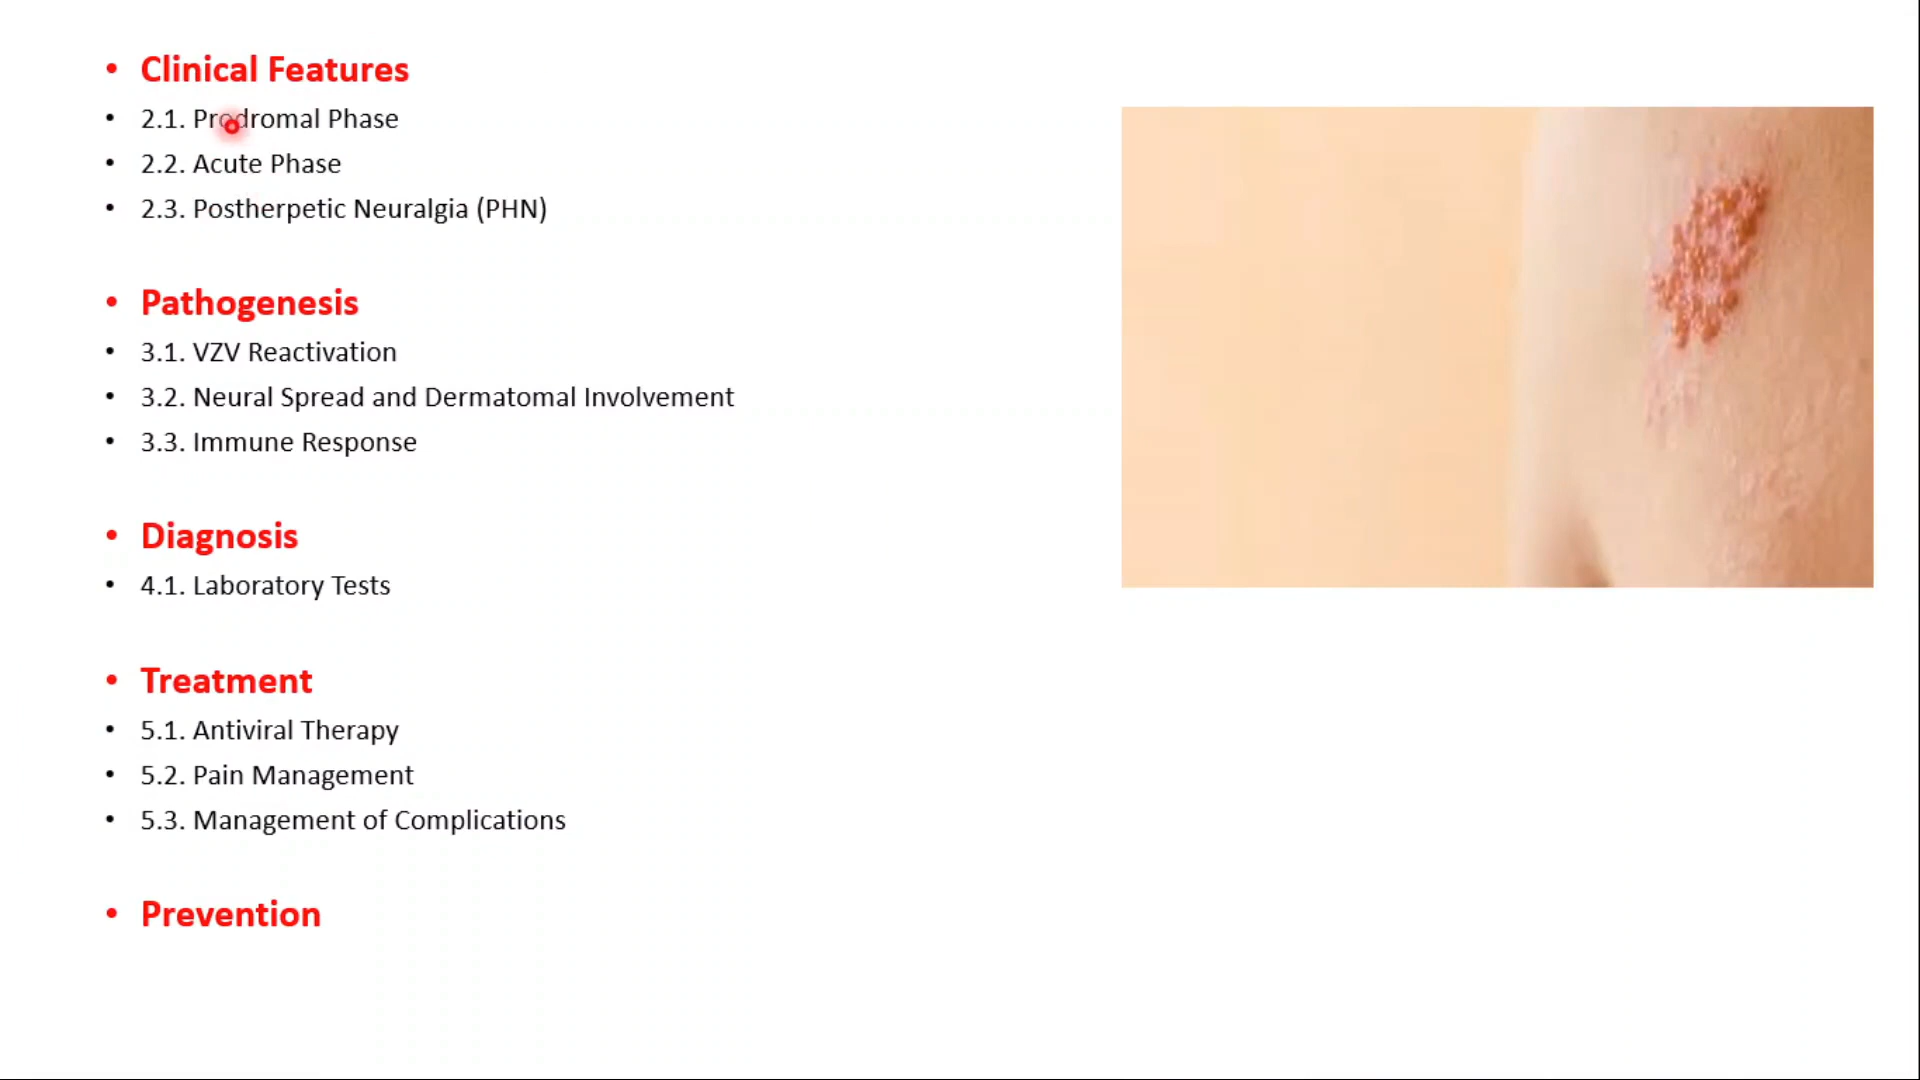 • Clinical Features
• 2.1. Prodromal Phase
• 2.2. Acute Phase
• 2.3. Postherpetic Neuralgia (PHN)
• Pathogenesis
• 3.1. VZV Reactivation
• 3.2. Neural Spread and Dermatomal Involvement
• 3.3. Immune Response
• Diagnosis
• 4.1. Laboratory Tests
• Treatment
• 5.1. Antiviral Therapy
• 5.2. Pain Management
• 5.3. Management of Complications
• Prevention